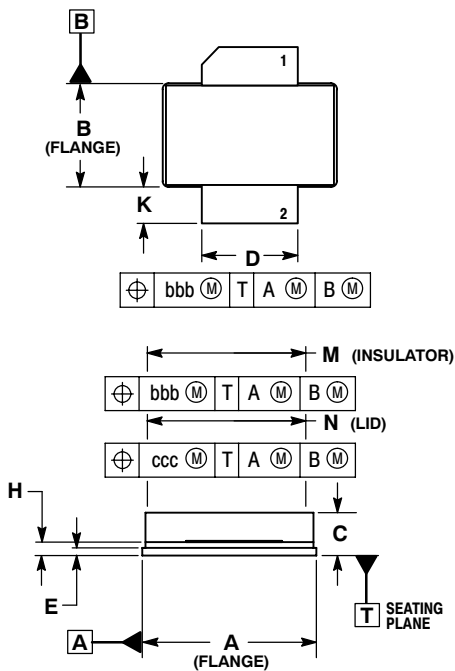 B
1
B
(FLANGE)
K
2
D
⌖ bbb Ⓜ T A Ⓜ B Ⓜ
M (INSULATOR)
⌖ bbb Ⓜ T A Ⓜ B Ⓜ
N (LID)
⌖ ccc Ⓜ T A Ⓜ B Ⓜ
H
C
E
T SEATING
PLANE
A
A
(FLANGE)